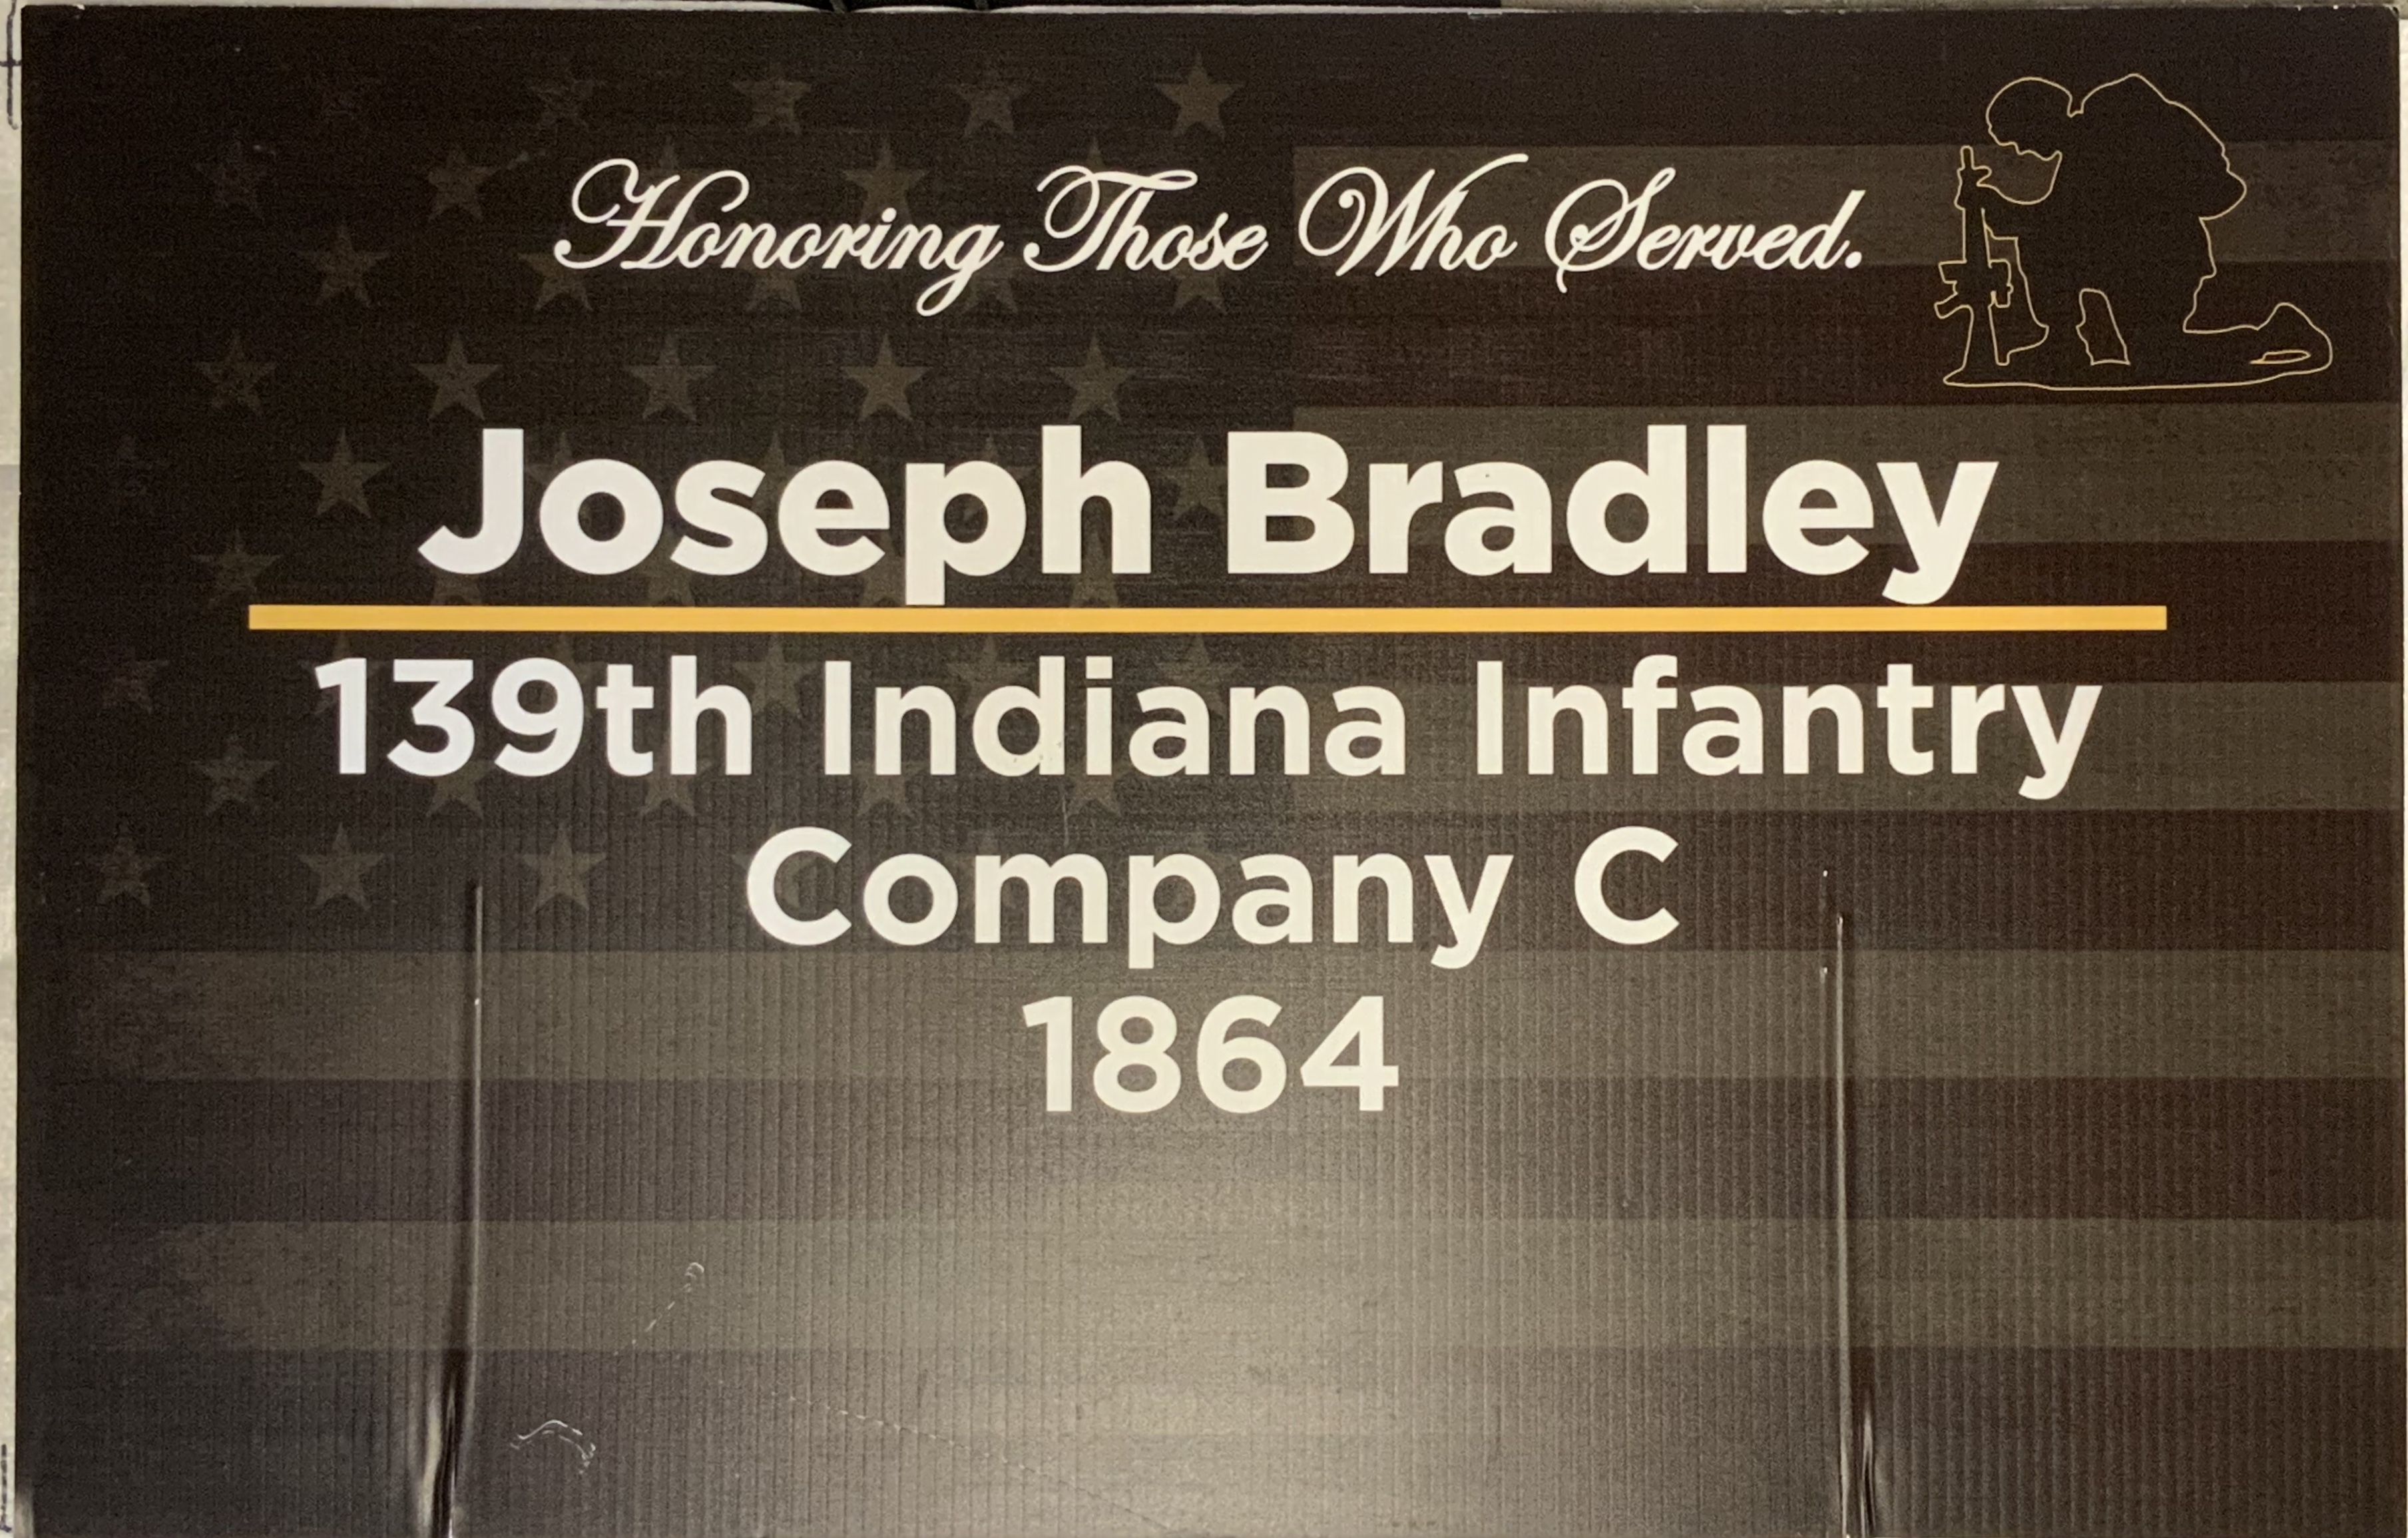 Honoring Those Who Served.
Joseph Bradley
139th Indiana Infantry
Company C
1864